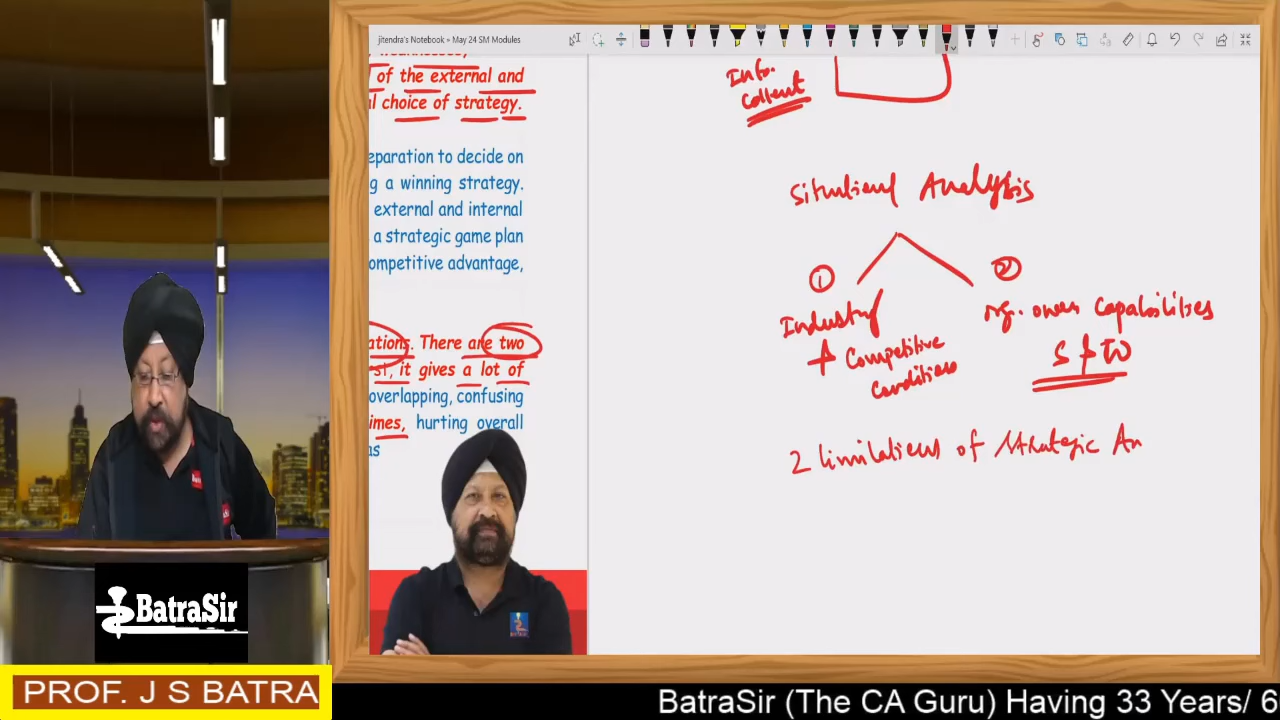 jitendra's Notebook » May 24 SM Modules
of the external and
l choice of strategy.
eparation to decide on
g a winning strategy.
external and internal
a strategic game plan
ompetitive advantage,
ations. There are two
st, it gives a lot of
overlapping, confusing
imes, hurting overall
as
Info.
Situational Analysis
①
②
Industry
+ Competitive
Conditions
org. own Capabilities
S & W
2 limitations of Strategic An
BatraSir
BATRA
PROF. J S BATRA
BatraSir (The CA Guru) Having 33 Years/ 6